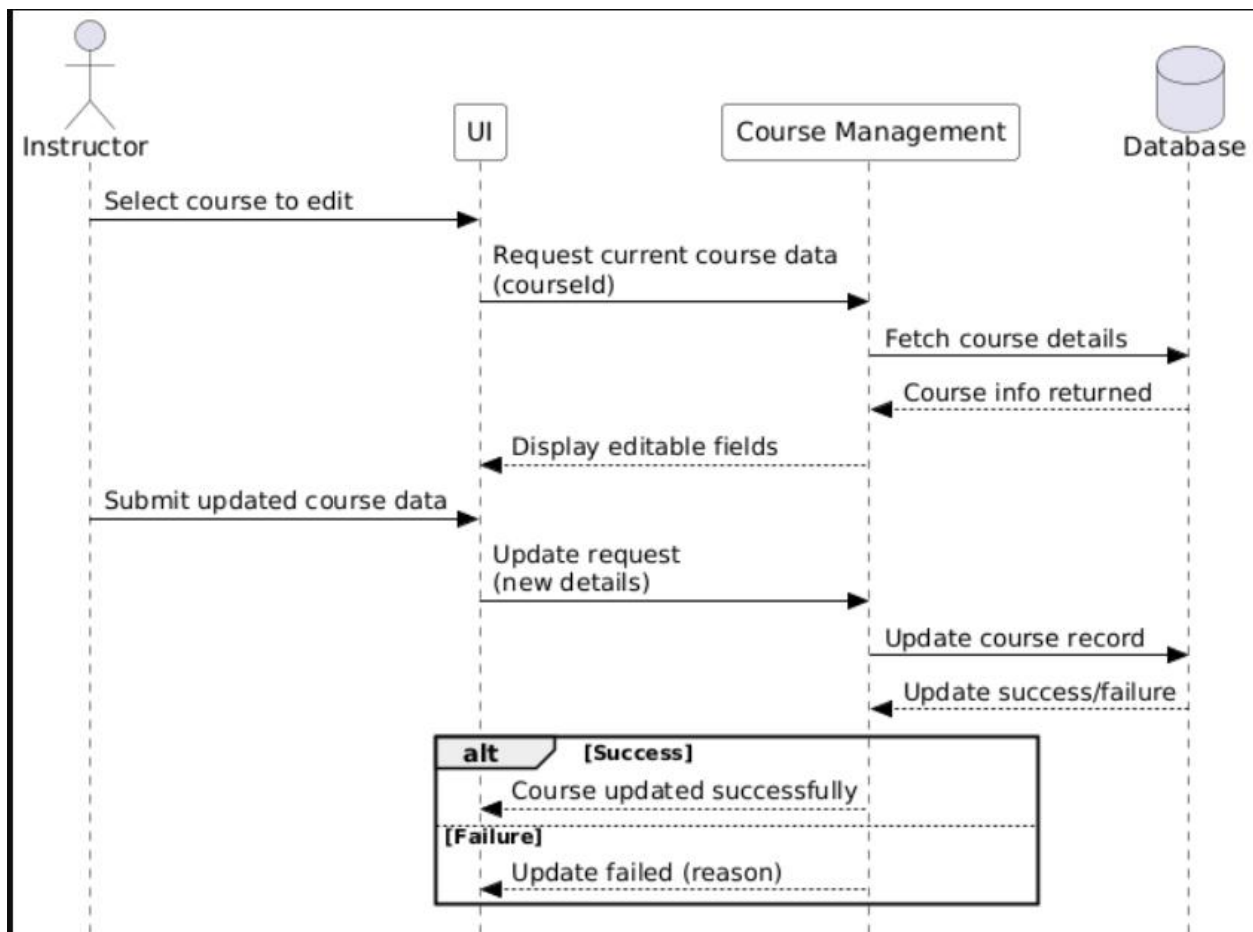 Instructor
UI
Course Management
Database
Select course to edit
Request current course data
(courseId)
Fetch course details
Course info returned
Display editable fields
Submit updated course data
Update request
(new details)
Update course record
Update success/failure
alt
[Success]
Course updated successfully
[Failure]
Update failed (reason)